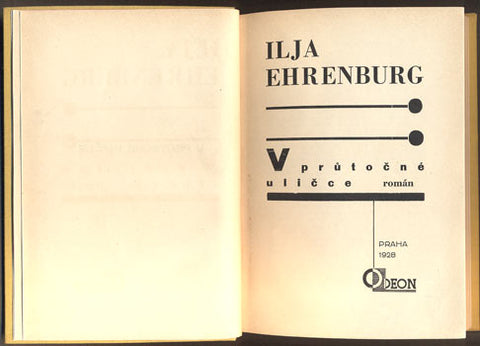 ILJA
EHRENBURG
V průtočné
uličce román
PRAHA
1928
ODEON